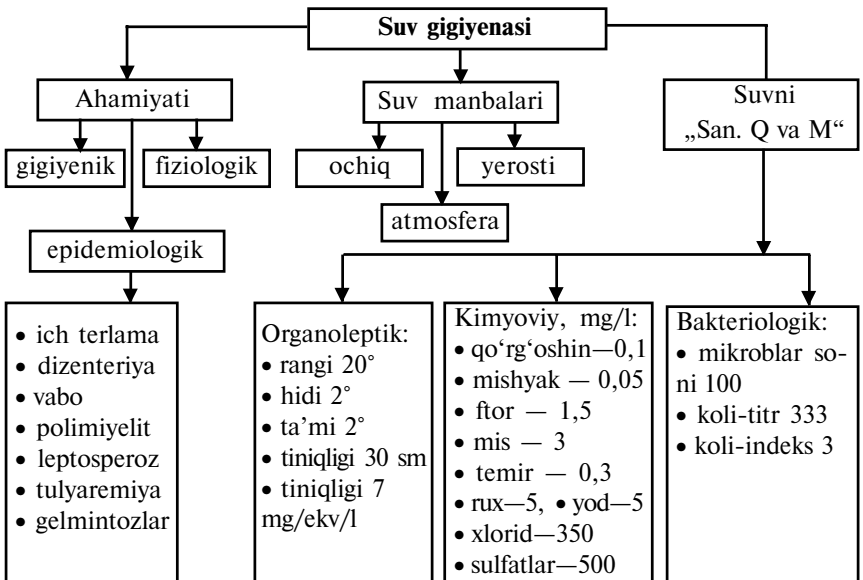 Suv gigiyenasi
Ahamiyati
gigiyenik
fiziologik
epidemiologik
• ich terlama
• dizenteriya
• vabo
• polimiyelit
• leptosperoz
• tulyaremiya
• gelmintozlar
Suv manbalari
ochiq
yerosti
atmosfera
Suvni
„San. Q va M“
Organoleptik:
• rangi 20°
• hidi 2°
• ta’mi 2°
• tiniqligi 30 sm
• tiniqligi 7
mg/ekv/l
Kimyoviy, mg/l:
• qo‘rg‘oshin—0,1
• mishyak — 0,05
• ftor — 1,5
• mis — 3
• temir — 0,3
• rux—5, • yod—5
• xlorid—350
• sulfatlar—500
Bakteriologik:
• mikroblar so-
ni 100
• koli-titr 333
• koli-indeks 3